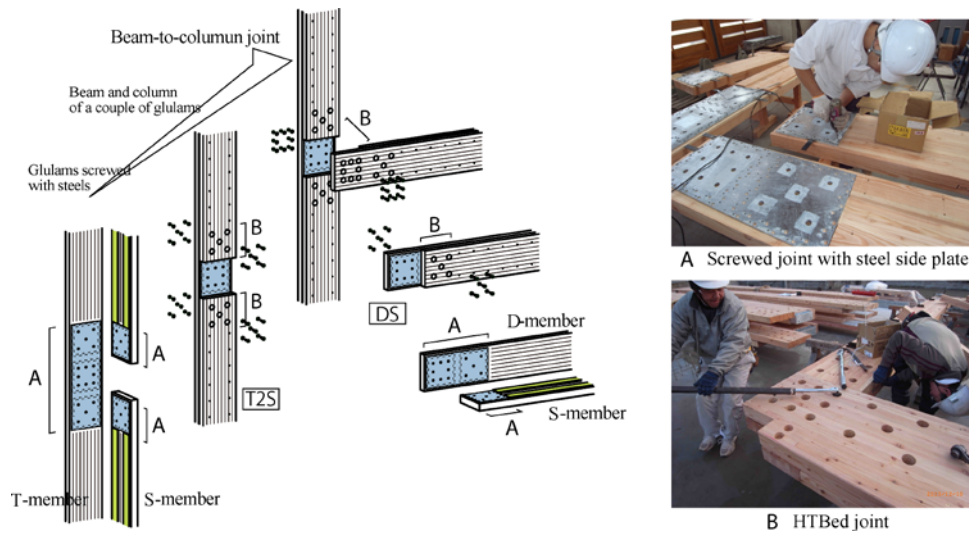 Beam-to-columun joint
Beam and column
of a couple of glulams
Glulams screwed
with steels
B
B
B
B
DS
A
D-member
S-member
A
A
A
A
T2S
T-member
S-member
A Screwed joint with steel side plate
B HTBed joint